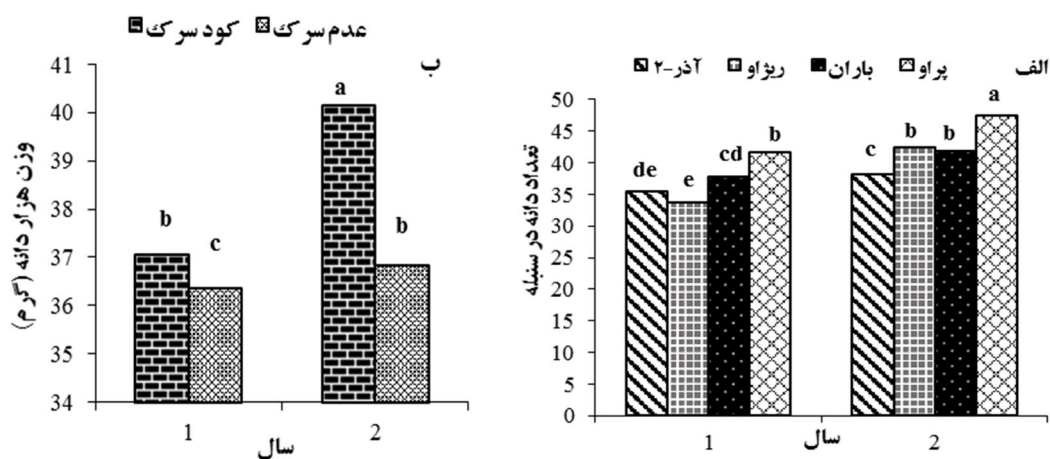 الف
آذر-۲ ریژاو باران پراو
تعداد دانه در سنبله
50
45
40
35
30
25
20
15
10
5
0
de e cd b
c b b a
1 2
سال
ب
کود سرک عدم سرک
وزن هزار دانه (گرم)
41
40
39
38
37
36
35
34
b c
a b
1 2
سال